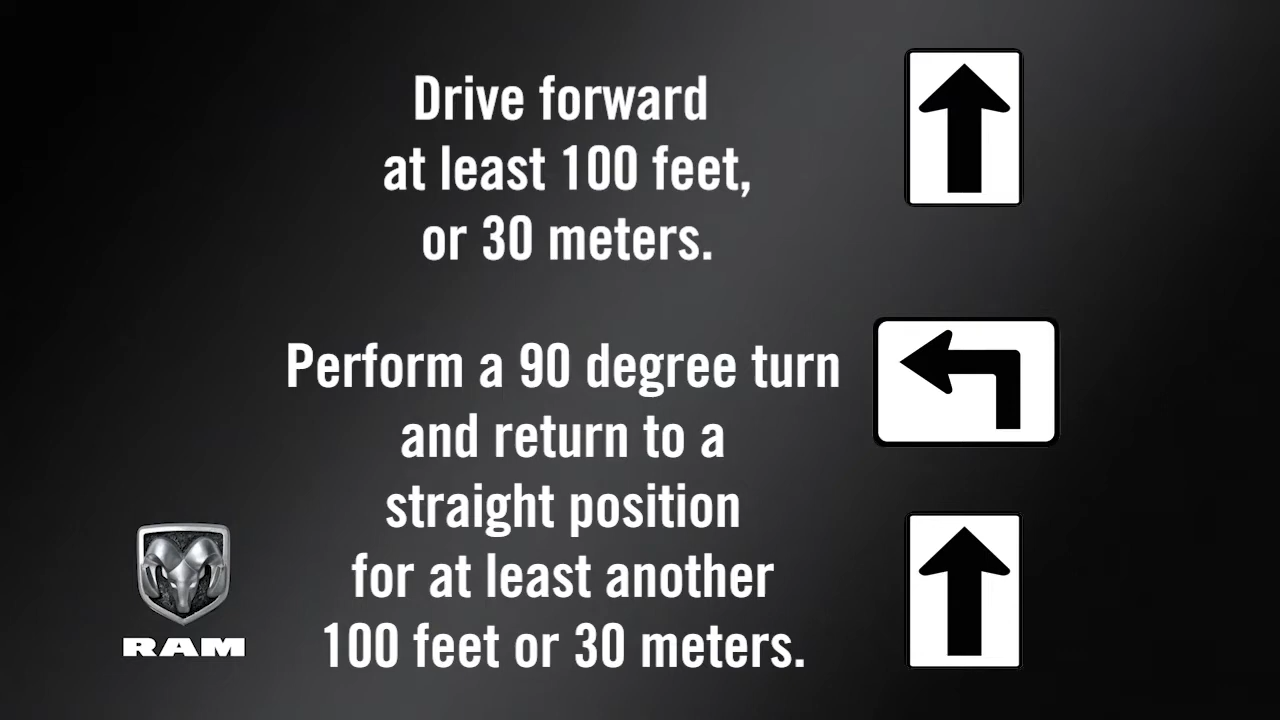 Drive forward
at least 100 feet,
or 30 meters.
Perform a 90 degree turn
and return to a
straight position
for at least another
100 feet or 30 meters.
RAM